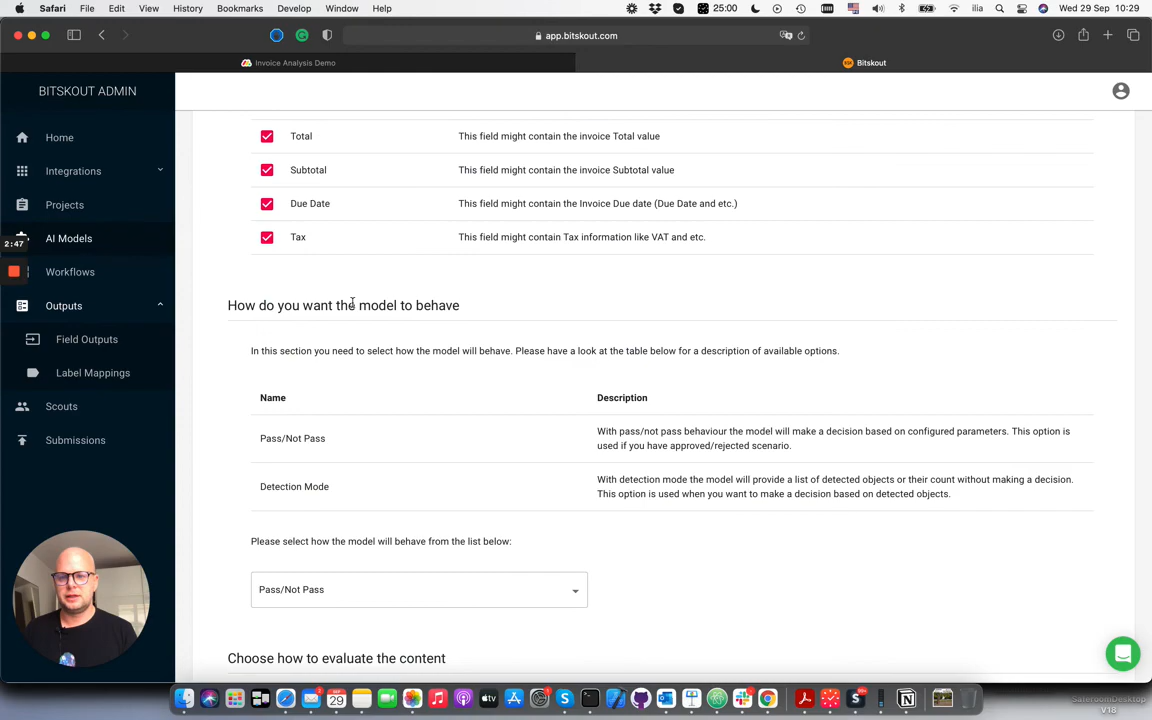 Safari File Edit View History Bookmarks Develop Window Help 25:00 ilia Wed 29 Sep 10:29
app.bitskout.com
Invoice Analysis Demo Bitskout
BITSKOUT ADMIN
Home
Integrations
Projects
AI Models
2:47
Workflows
Outputs
Field Outputs
Label Mappings
Scouts
Submissions
Total This field might contain the invoice Total value
Subtotal This field might contain the invoice Subtotal value
Due Date This field might contain the Invoice Due date (Due Date and etc.)
Tax This field might contain Tax information like VAT and etc.
How do you want the model to behave
In this section you need to select how the model will behave. Please have a look at the table below for a description of available options.
Name Description
Pass/Not Pass With pass/not pass behaviour the model will make a decision based on configured parameters. This option is
used if you have approved/rejected scenario.
Detection Mode With detection mode the model will provide a list of detected objects or their count without making a decision.
This option is used when you want to make a decision based on detected objects.
Please select how the model will behave from the list below:
Pass/Not Pass
Choose how to evaluate the content
SaferoomDesktop
V18